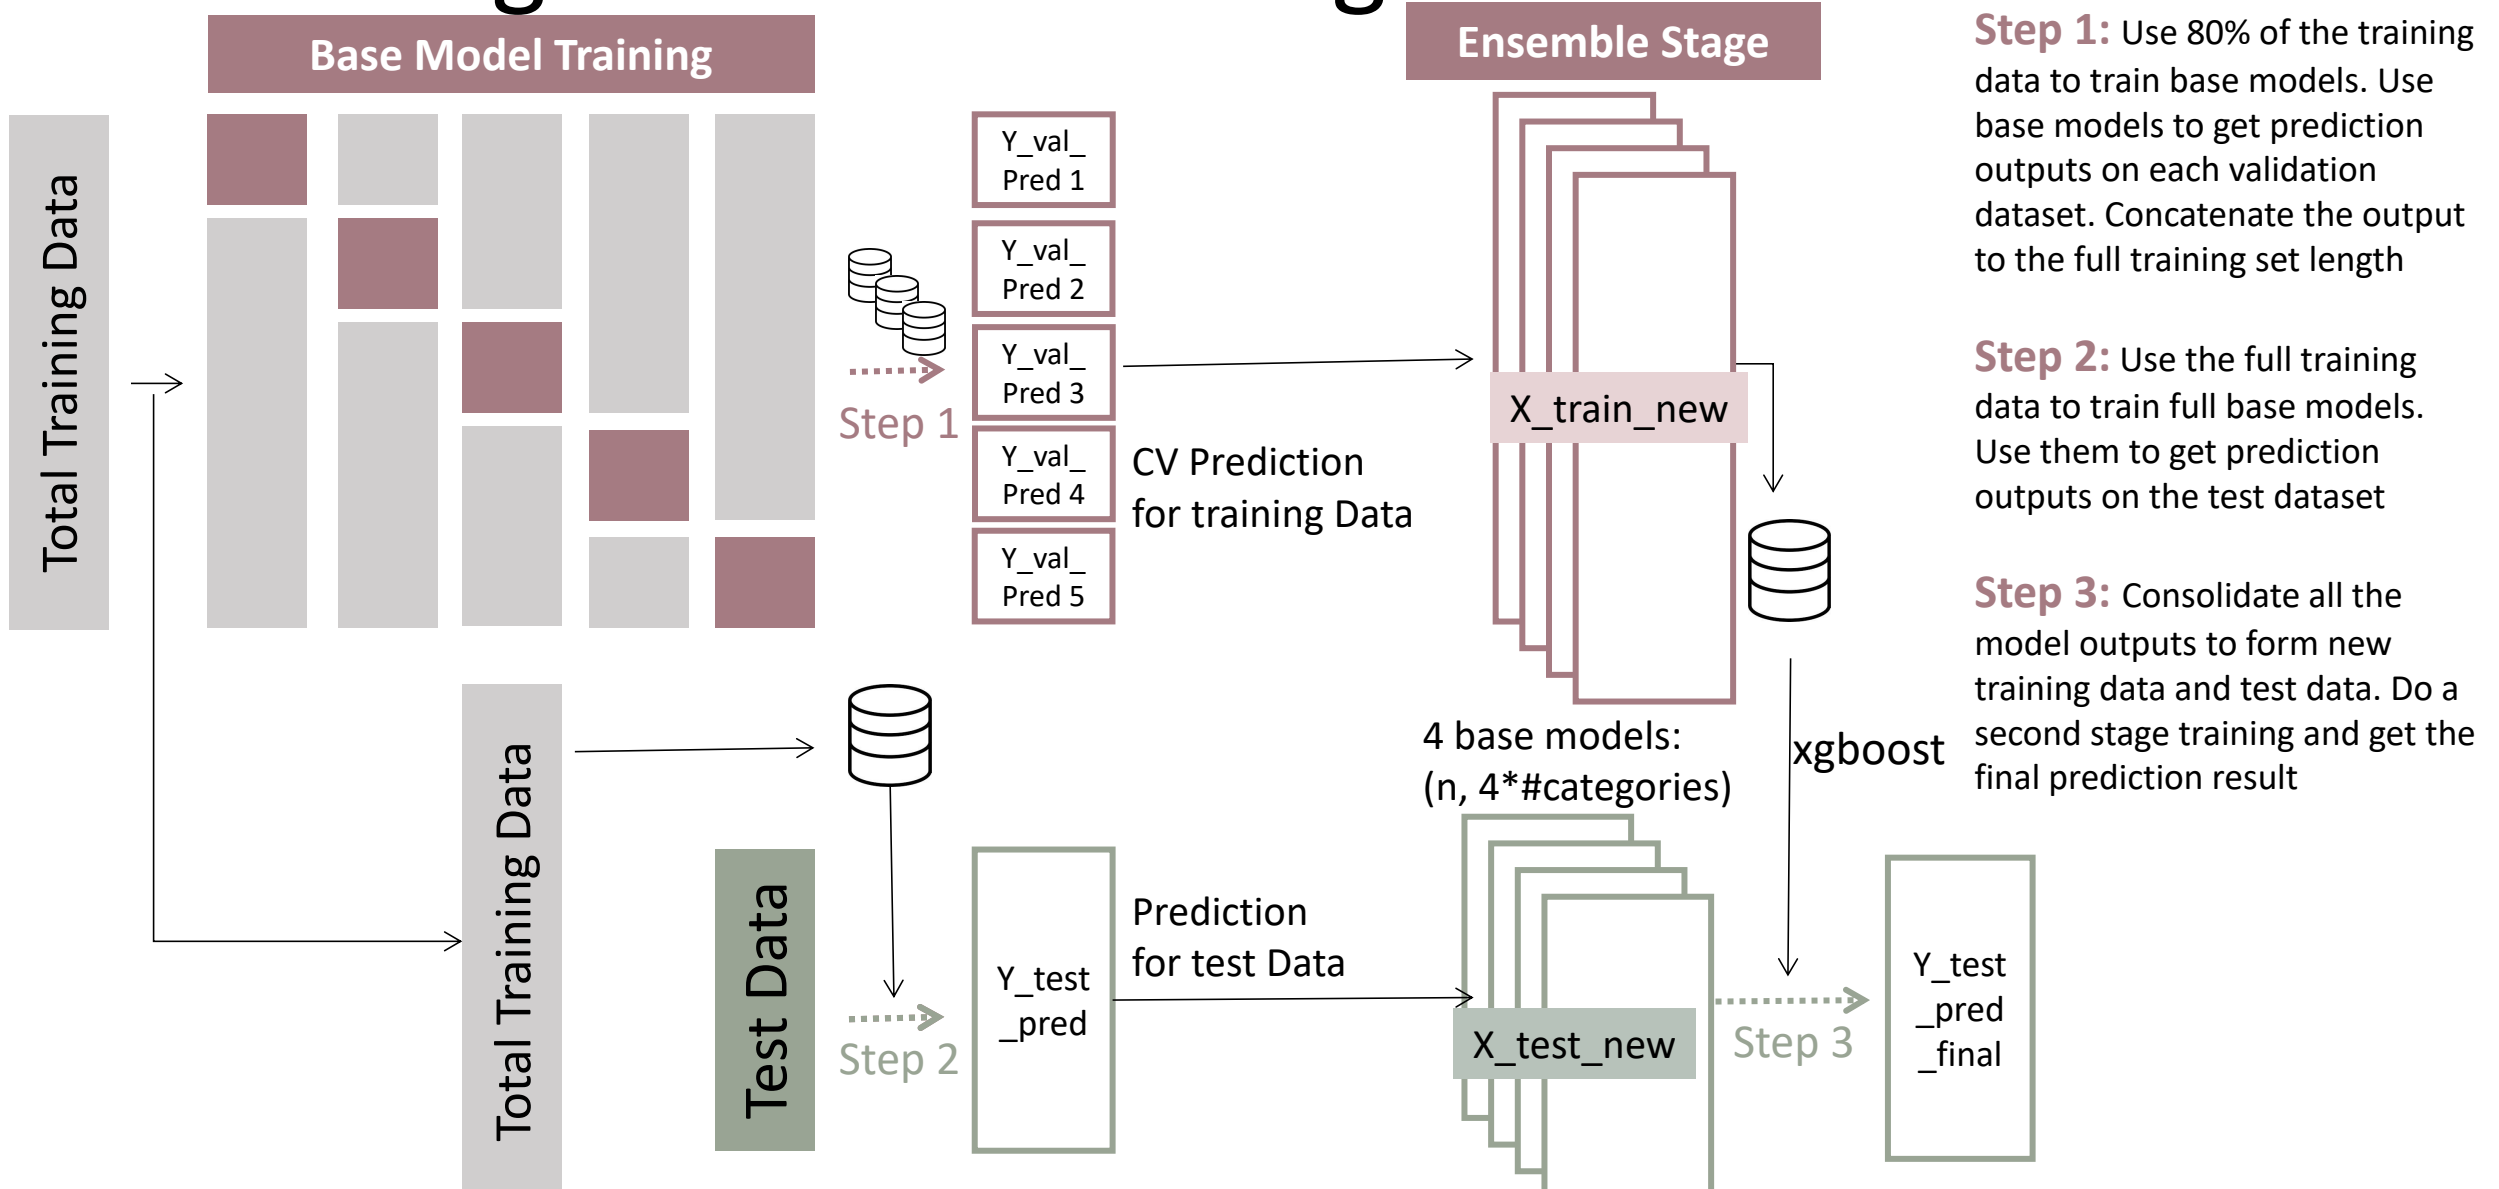 Base Model Training
Ensemble Stage
Total Training Data
Y_val_
Pred 1
Y_val_
Pred 2
Y_val_
Pred 3
Y_val_
Pred 4
Y_val_
Pred 5
Step 1
CV Prediction
for training Data
X_train_new
4 base models:
(n, 4*#categories)
xgboost
Total Training Data
Test Data
Step 2
Y_test
_pred
Prediction
for test Data
X_test_new
Step 3
Y_test
_pred
_final
Step 1: Use 80% of the training
data to train base models. Use
base models to get prediction
outputs on each validation
dataset. Concatenate the output
to the full training set length
Step 2: Use the full training
data to train full base models.
Use them to get prediction
outputs on the test dataset
Step 3: Consolidate all the
model outputs to form new
training data and test data. Do a
second stage training and get the
final prediction result